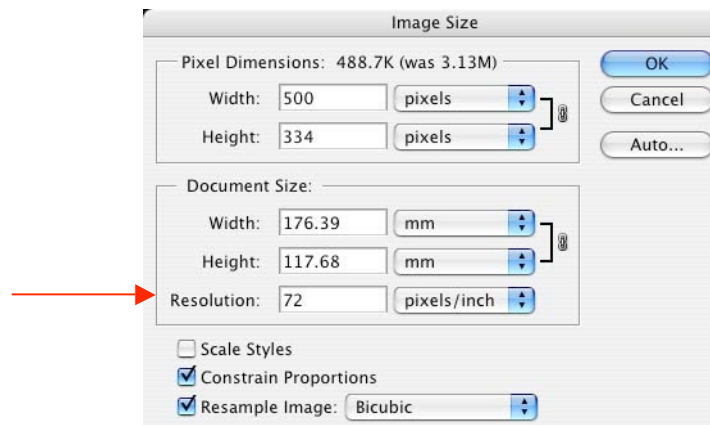 Image Size
Pixel Dimensions: 488.7K (was 3.13M)
OK
Width: 500 pixels
Cancel
Height: 334 pixels
Auto...
Document Size:
Width: 176.39 mm
Height: 117.68 mm
Resolution: 72 pixels/inch
Scale Styles
Constrain Proportions
Resample Image: Bicubic